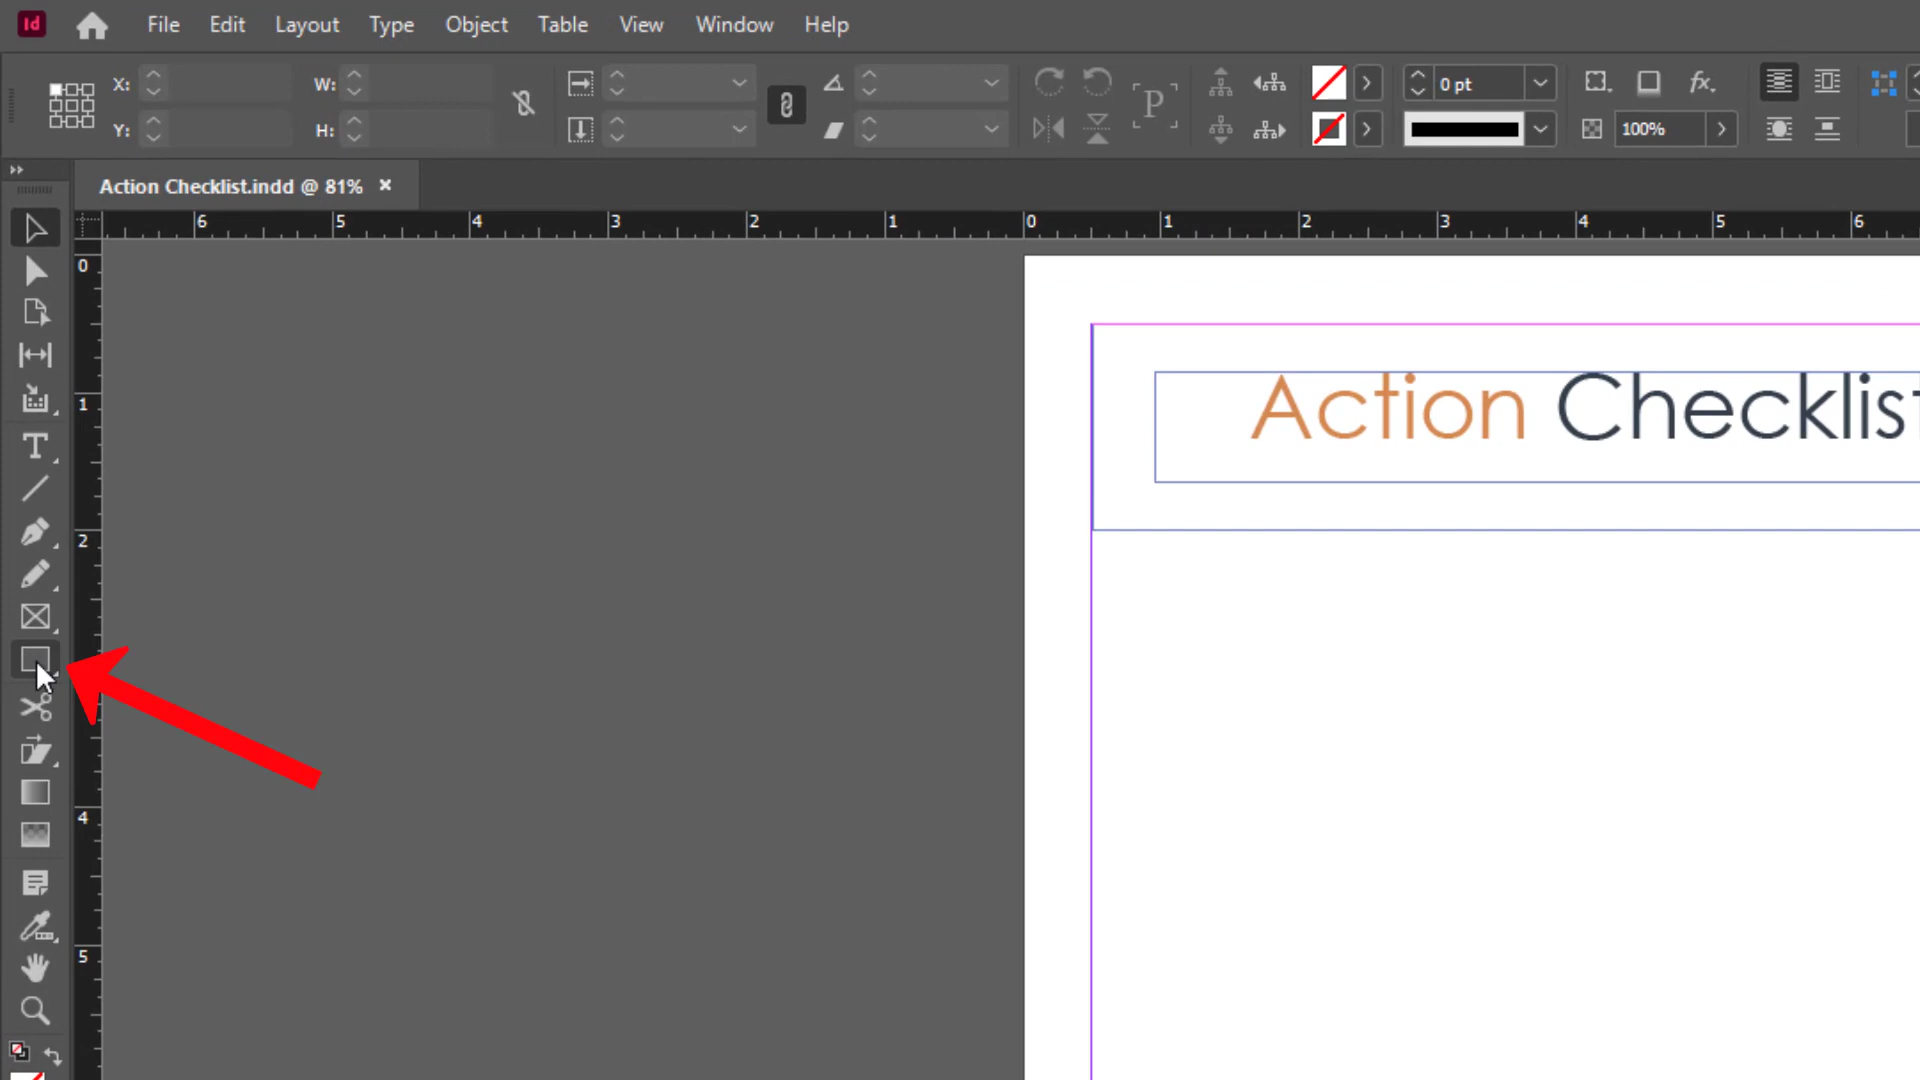 Id File Edit Layout Type Object Table View Window Help
X: W: 0 pt
Y: H: P 100%
fx
Action Checklist.indd @ 81% ×
6 5 4 3 2 1 0 1 2 3 4 5 6
0
1
2
4
5
T
Action Checklist